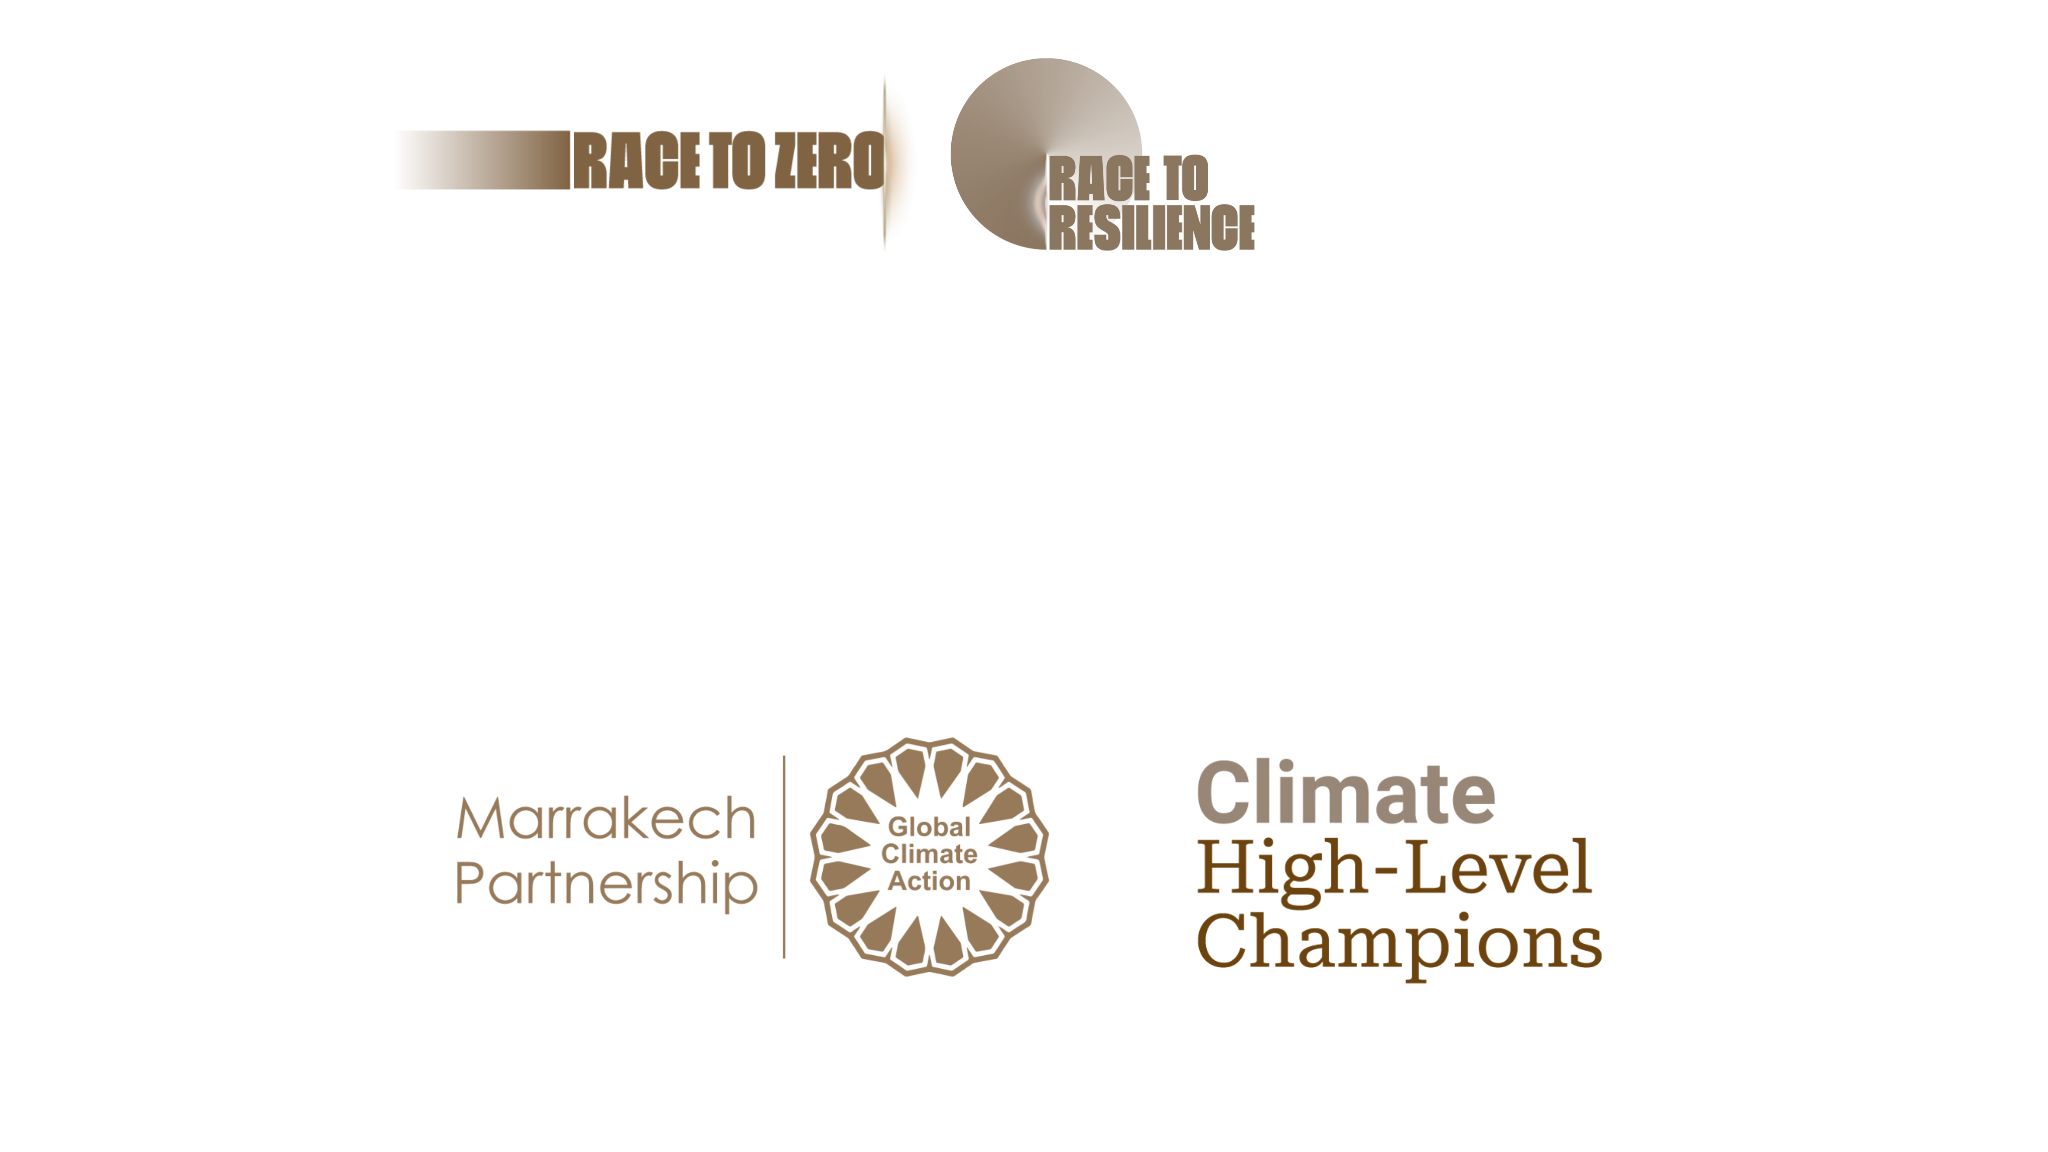 RACE TO ZERO
RACE TO
RESILIENCE
Marrakech
Partnership
Global
Climate
Action
Climate
High-Level
Champions